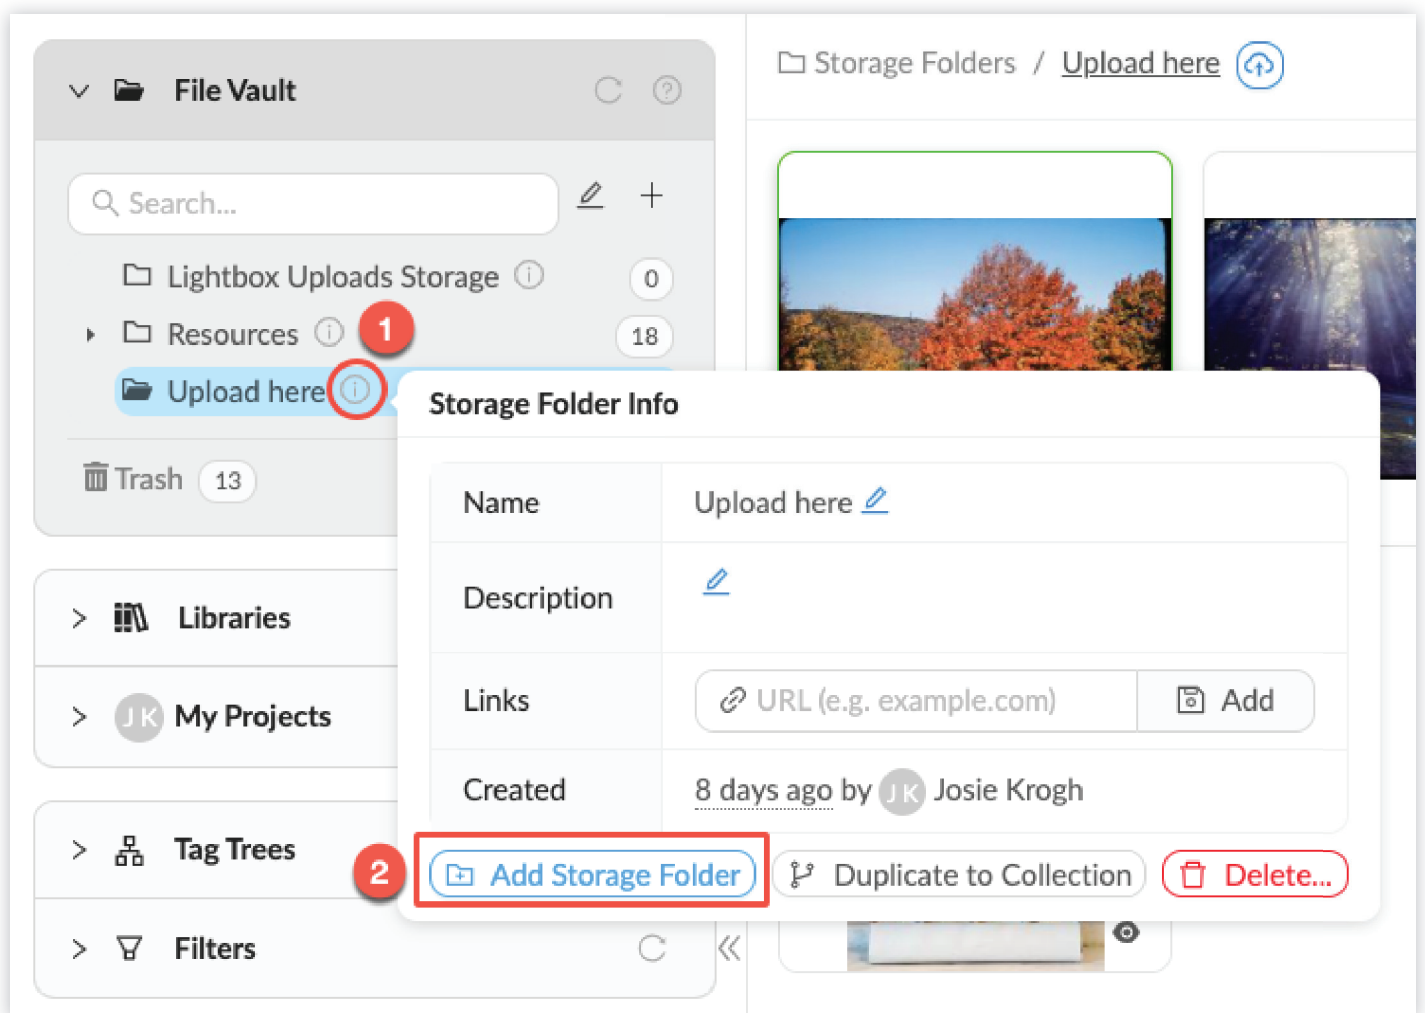 File Vault
Storage Folders / Upload here
Search...
Lightbox Uploads Storage
0
Resources
1
18
Upload here
Trash
13
Storage Folder Info
Name
Upload here
Description
Links
URL (e.g. example.com)
Add
Created
8 days ago by JK Josie Krogh
2
Add Storage Folder
Duplicate to Collection
Delete...
Libraries
JK My Projects
Tag Trees
Filters